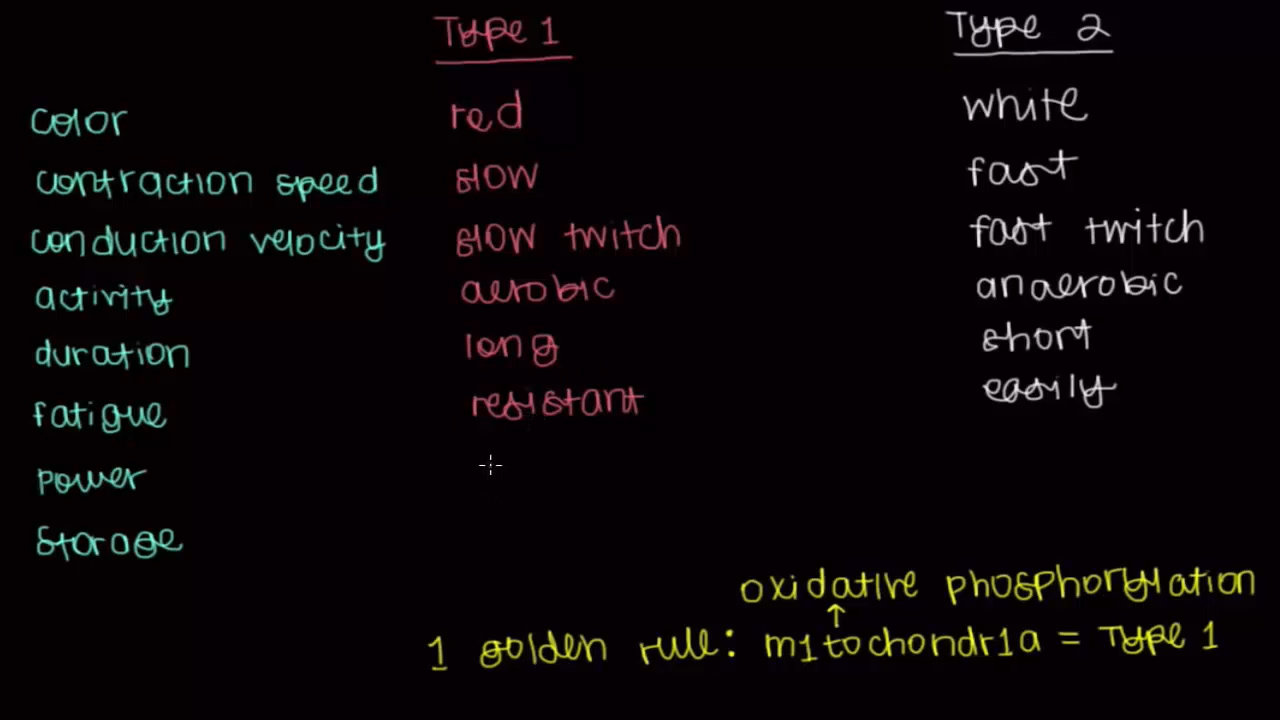 Type 1 Type 2
color red white
contraction speed slow fast
conduction velocity slow twitch fast twitch
activity aerobic anaerobic
duration long short
fatigue resistant easily
power
storage
oxidative phosphorylation
↑
1 golden rule: mitochondria = Type 1